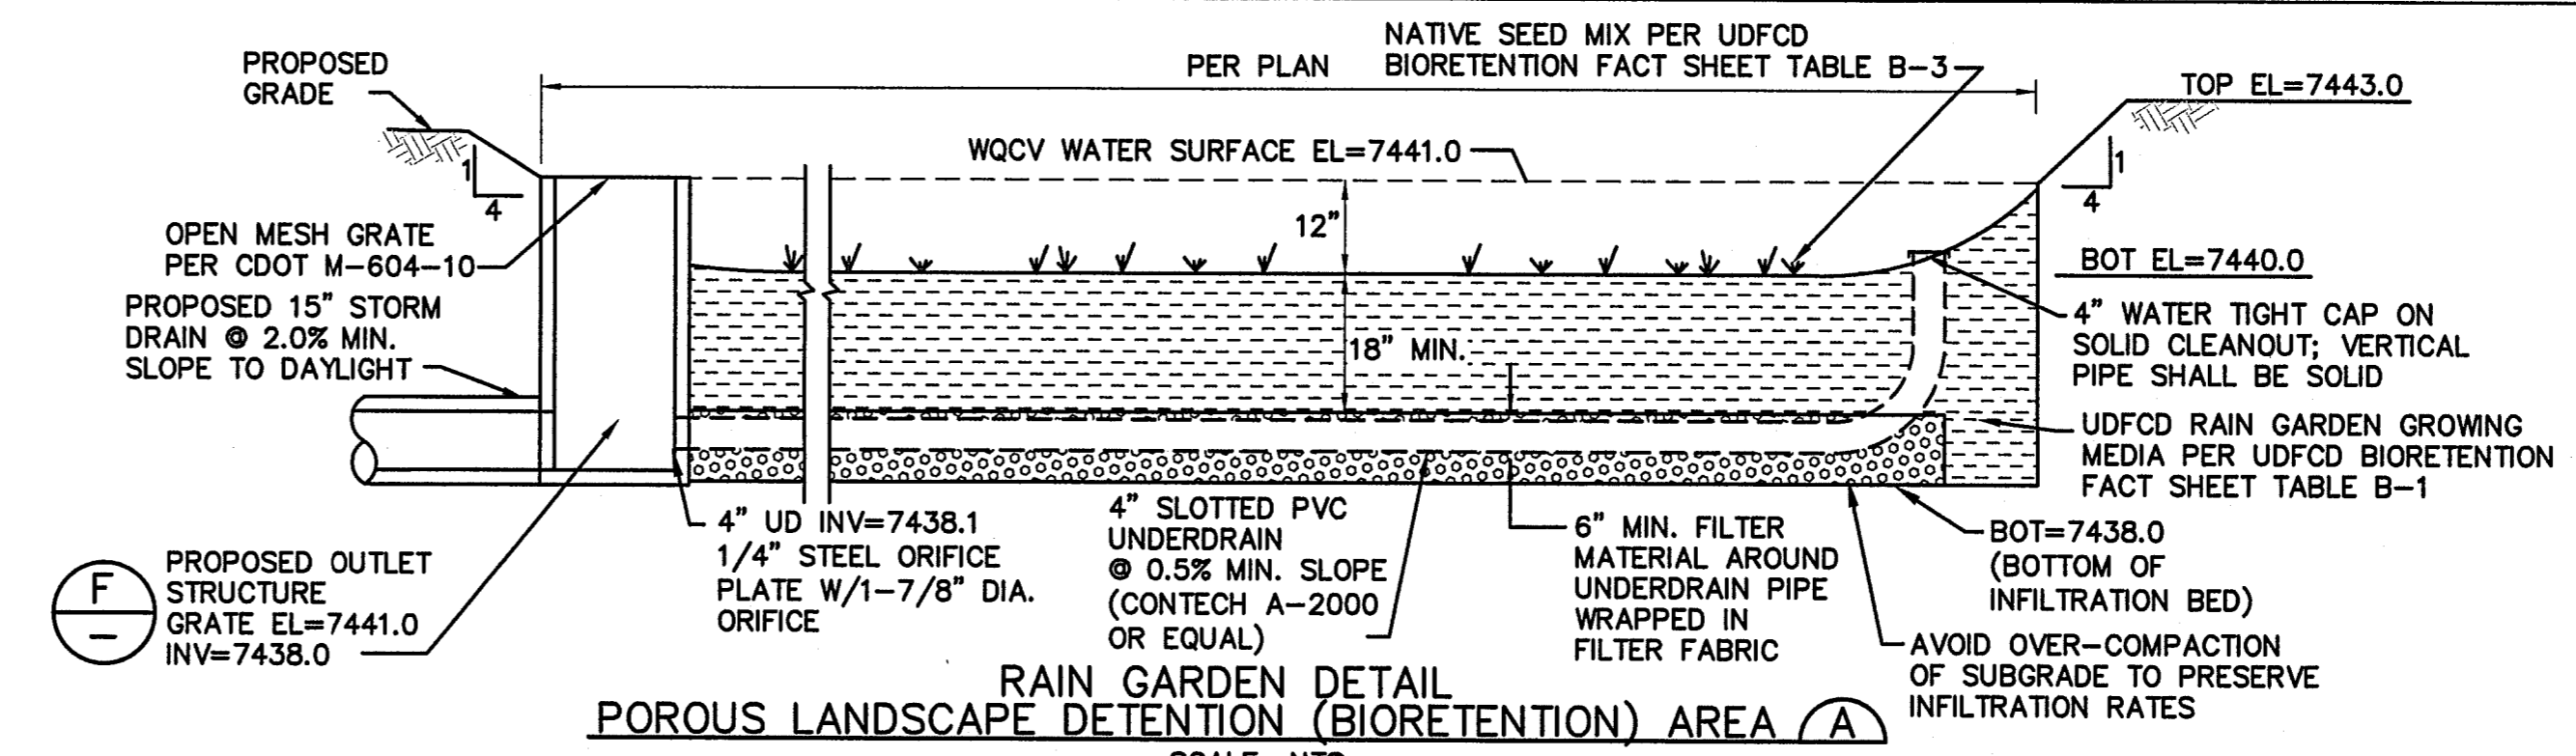 PROPOSED
GRADE
PER PLAN
NATIVE SEED MIX PER UDFCD
BIORETENTION FACT SHEET TABLE B-3
TOP EL=7443.0
WQCV WATER SURFACE EL=7441.0
1
4
1
4
12"
OPEN MESH GRATE
PER CDOT M-604-10
BOT EL=7440.0
PROPOSED 15" STORM
DRAIN @ 2.0% MIN.
SLOPE TO DAYLIGHT
18" MIN.
4" WATER TIGHT CAP ON
SOLID CLEANOUT; VERTICAL
PIPE SHALL BE SOLID
UDFCD RAIN GARDEN GROWING
MEDIA PER UDFCD BIORETENTION
FACT SHEET TABLE B-1
F
–
PROPOSED OUTLET
STRUCTURE
GRATE EL=7441.0
INV=7438.0
4" UD INV=7438.1
1/4" STEEL ORIFICE
PLATE W/1-7/8" DIA.
ORIFICE
4" SLOTTED PVC
UNDERDRAIN
@ 0.5% MIN. SLOPE
(CONTECH A-2000
OR EQUAL)
6" MIN. FILTER
MATERIAL AROUND
UNDERDRAIN PIPE
WRAPPED IN
FILTER FABRIC
BOT=7438.0
(BOTTOM OF
INFILTRATION BED)
AVOID OVER-COMPACTION
OF SUBGRADE TO PRESERVE
INFILTRATION RATES
RAIN GARDEN DETAIL
POROUS LANDSCAPE DETENTION (BIORETENTION) AREA A